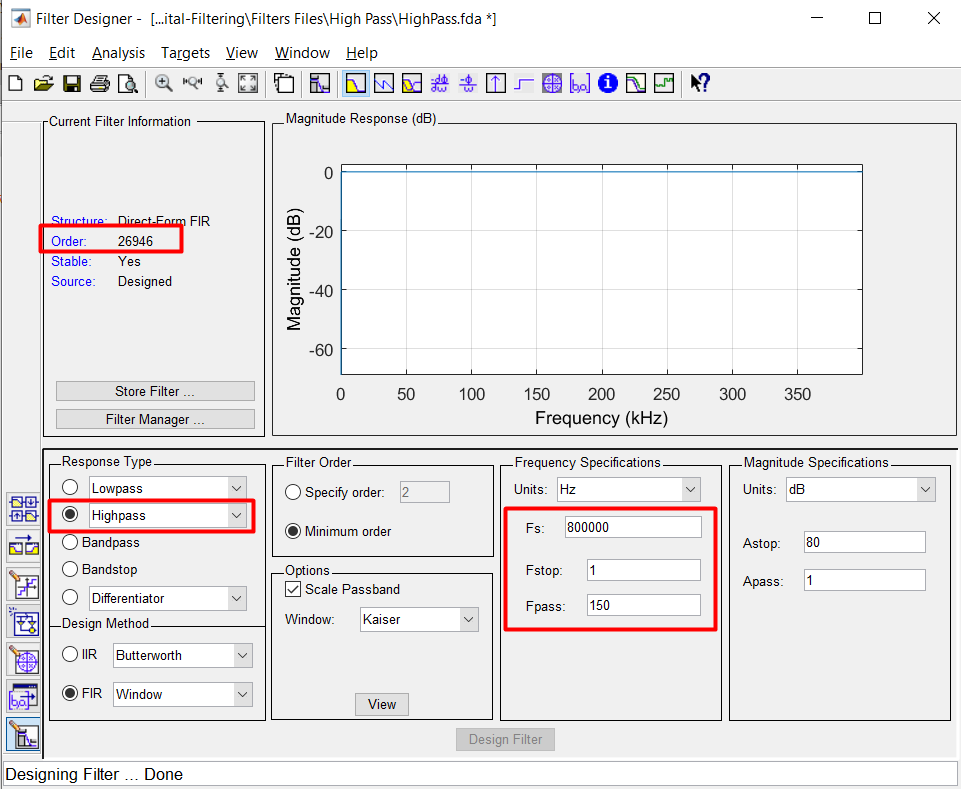 Filter Designer -  [...ital-Filtering\Filters Files\High Pass\HighPass.fda *]
File Edit Analysis Targets View Window Help
Current Filter Information
Structure: Direct-Form FIR
Order: 26946
Stable: Yes
Source: Designed
Store Filter ...
Filter Manager ...
Magnitude Response (dB)
Magnitude (dB)
0
-20
-40
-60
0 50 100 150 200 250 300 350
Frequency (kHz)
Response Type
Lowpass
Highpass
Bandpass
Bandstop
Differentiator
Design Method
IIR Butterworth
FIR Window
Filter Order
Specify order: 2
Minimum order
Options
Scale Passband
Window: Kaiser
View
Frequency Specifications
Units: Hz
Fs: 800000
Fstop: 1
Fpass: 150
Magnitude Specifications
Units: dB
Astop: 80
Apass: 1
Design Filter
Designing Filter ... Done